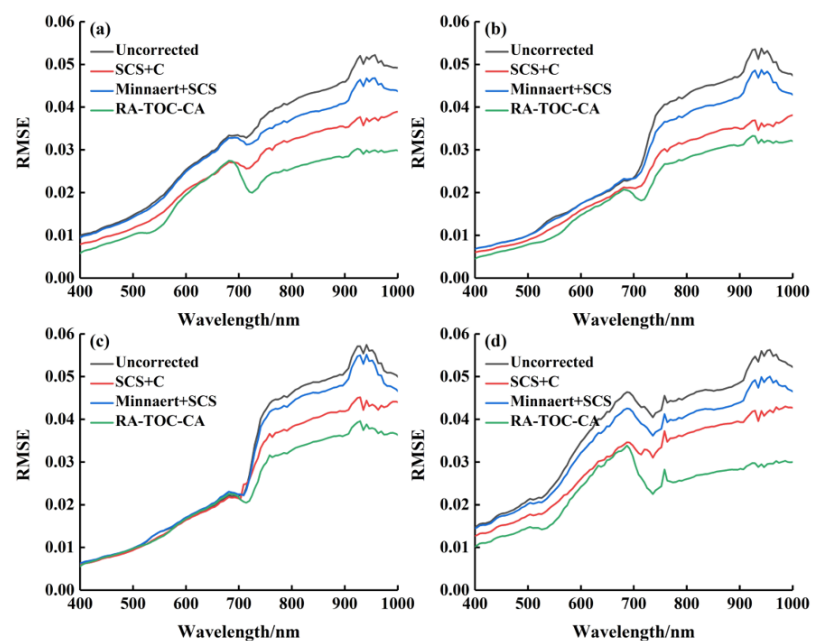 (a)
Uncorrected
SCS+C
Minnaert+SCS
RA-TOC-CA
RMSE
0.06
0.05
0.04
0.03
0.02
0.01
0.00
400 500 600 700 800 900 1000
Wavelength/nm
(b)
Uncorrected
SCS+C
Minnaert+SCS
RA-TOC-CA
RMSE
0.06
0.05
0.04
0.03
0.02
0.01
0.00
400 500 600 700 800 900 1000
Wavelength/nm
(c)
Uncorrected
SCS+C
Minnaert+SCS
RA-TOC-CA
RMSE
0.06
0.05
0.04
0.03
0.02
0.01
0.00
400 500 600 700 800 900 1000
Wavelength/nm
(d)
Uncorrected
SCS+C
Minnaert+SCS
RA-TOC-CA
RMSE
0.06
0.05
0.04
0.03
0.02
0.01
0.00
400 500 600 700 800 900 1000
Wavelength/nm